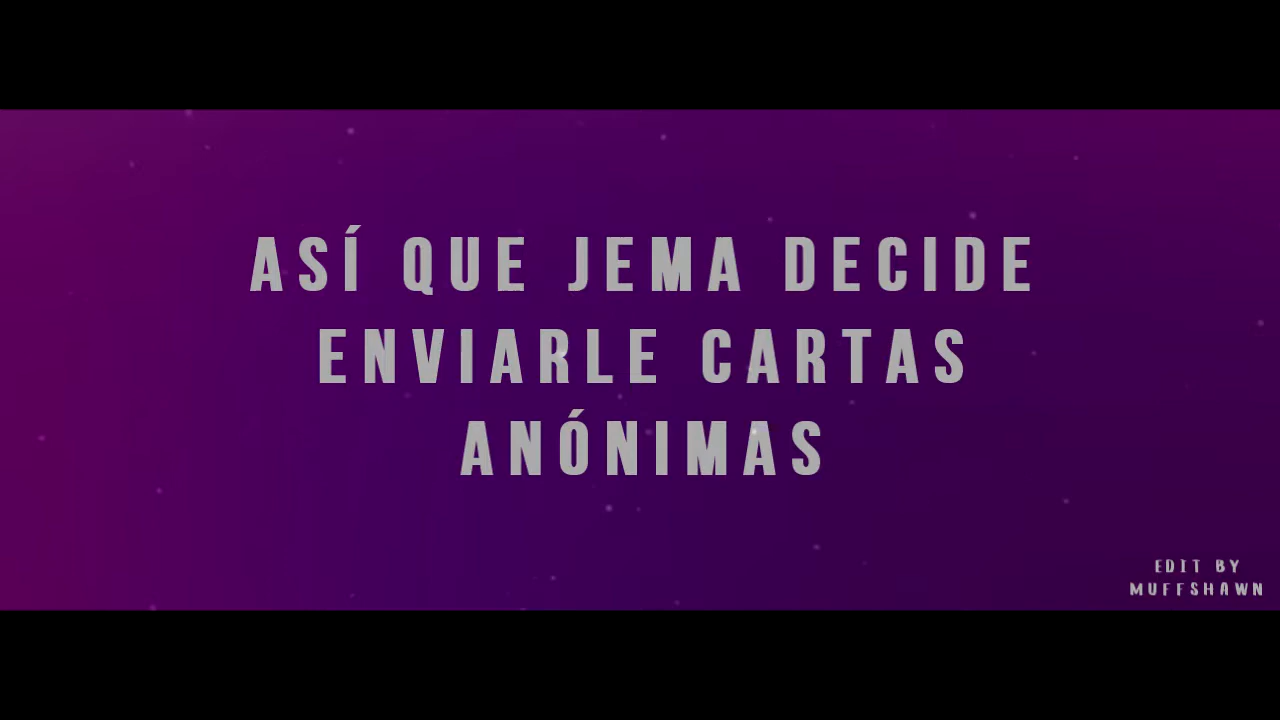 ASÍ QUE JEMA DECIDE
ENVIARLE CARTAS
ANÓNIMAS
EDIT BY
MUFFSHAWN